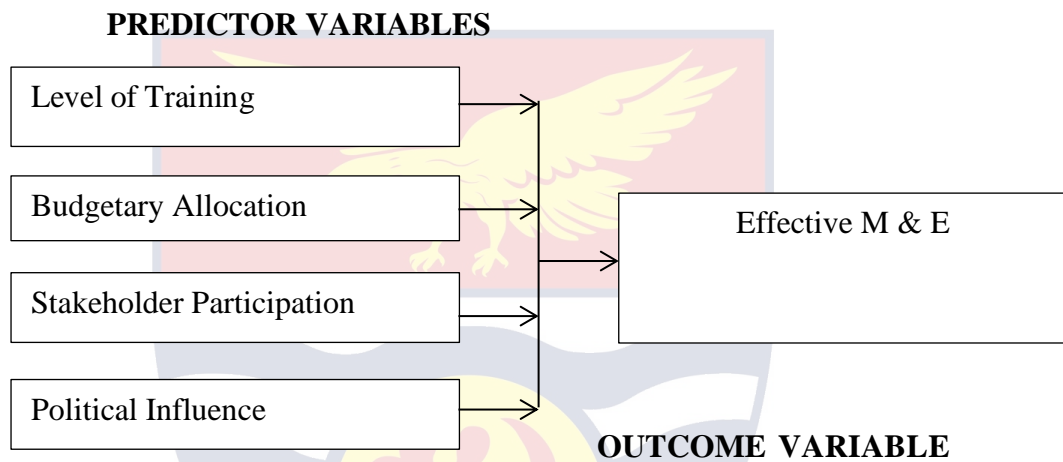 PREDICTOR VARIABLES
Level of Training
Budgetary Allocation
Effective M & E
Stakeholder Participation
Political Influence
OUTCOME VARIABLE